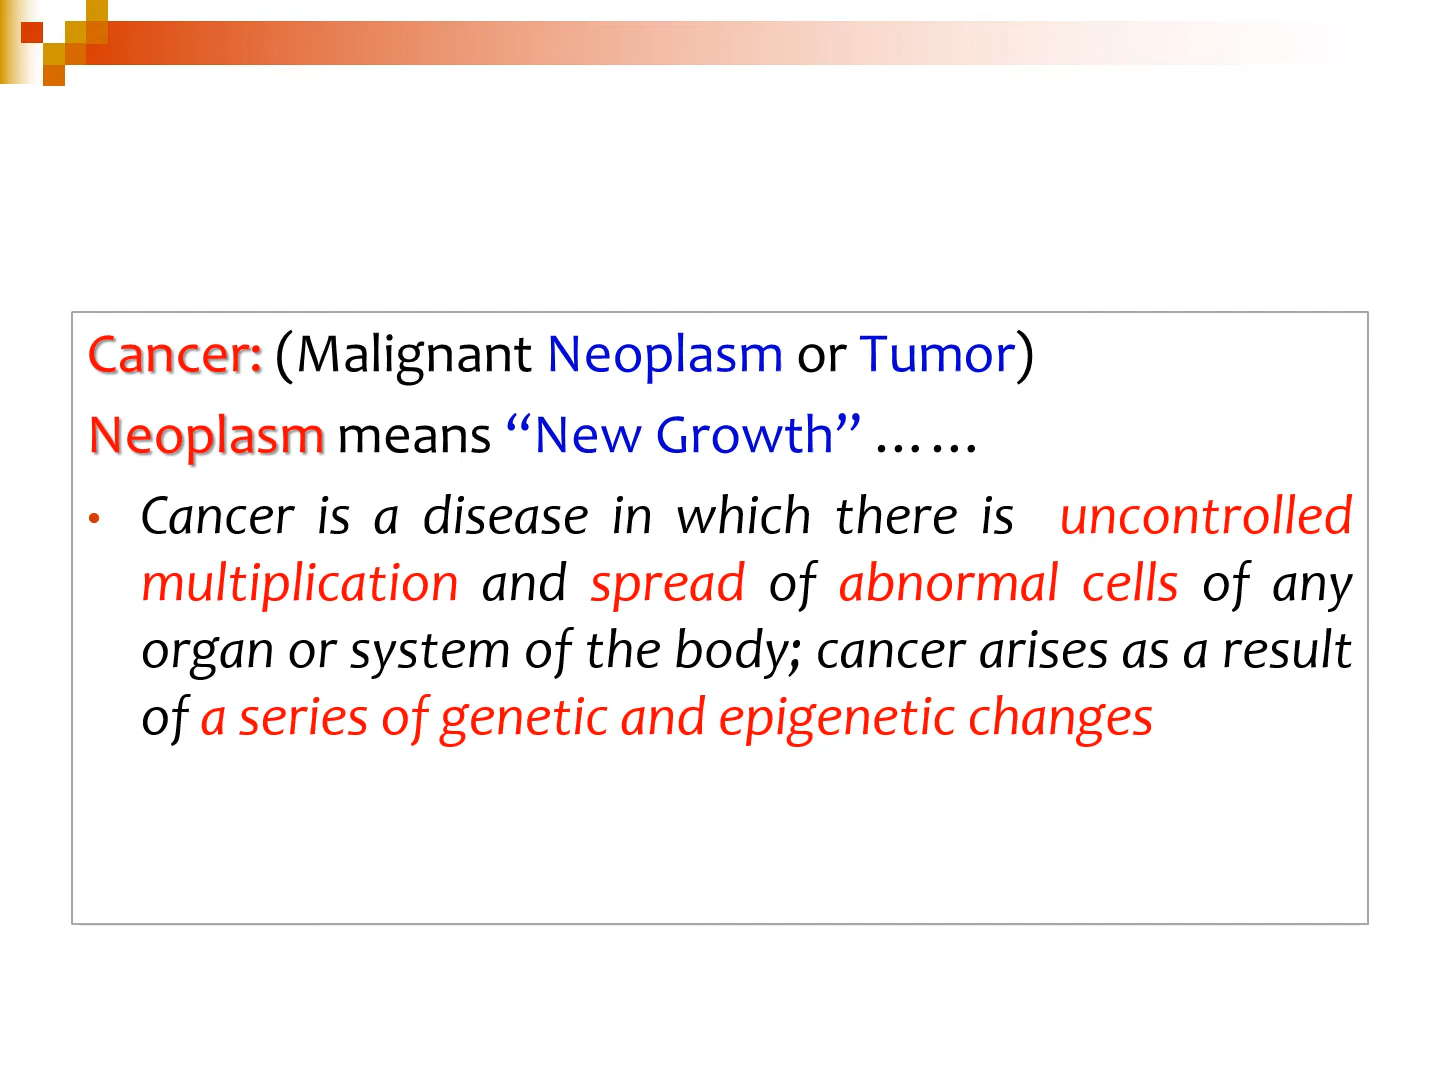 Cancer: (Malignant Neoplasm or Tumor)
Neoplasm means “New Growth” ……
• Cancer is a disease in which there is uncontrolled
multiplication and spread of abnormal cells of any
organ or system of the body; cancer arises as a result
of a series of genetic and epigenetic changes